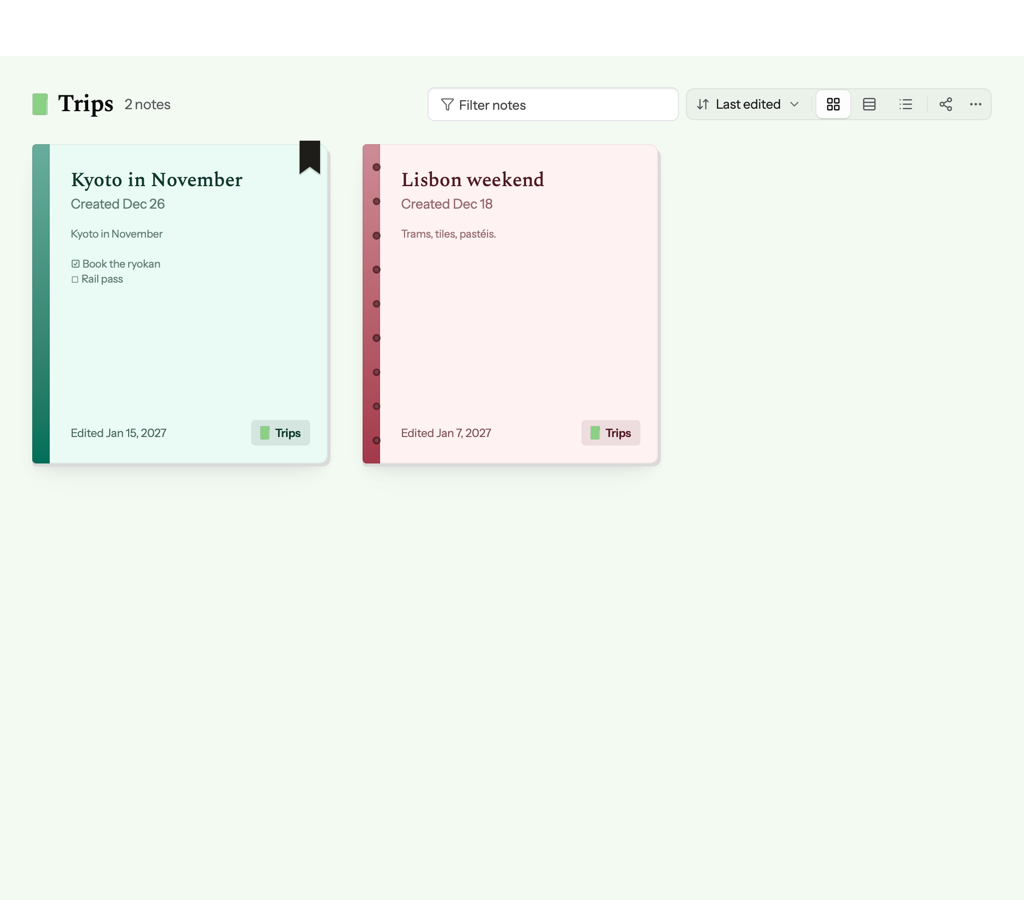 Trips 2 notes
Filter notes
Last edited
Kyoto in November
Created Dec 26
Kyoto in November
☑ Book the ryokan
☐ Rail pass
Edited Jan 15, 2027
Trips
Lisbon weekend
Created Dec 18
Trams, tiles, pastéis.
Edited Jan 7, 2027
Trips